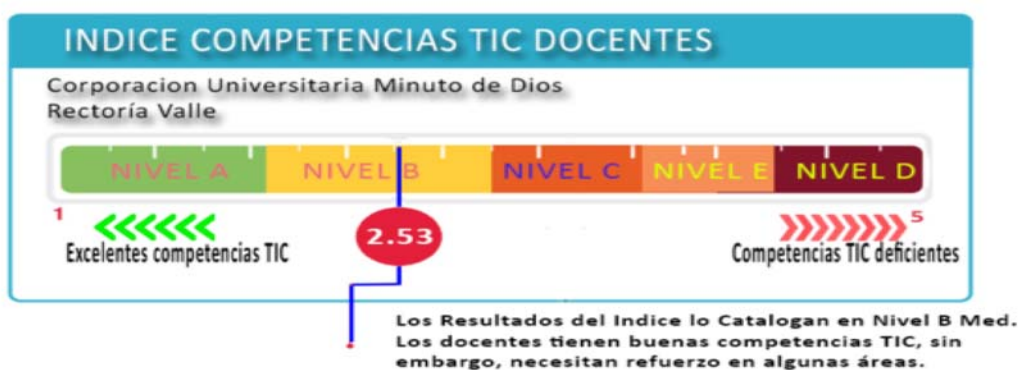 INDICE COMPETENCIAS TIC DOCENTES
Corporacion Universitaria Minuto de Dios
Rectoría Valle
NIVEL A NIVEL B NIVEL C NIVEL E NIVEL D
1 5
2.53
Excelentes competencias TIC Competencias TIC deficientes
Los Resultados del Indice lo Catalogan en Nivel B Med.
Los docentes tienen buenas competencias TIC, sin
embargo, necesitan refuerzo en algunas áreas.